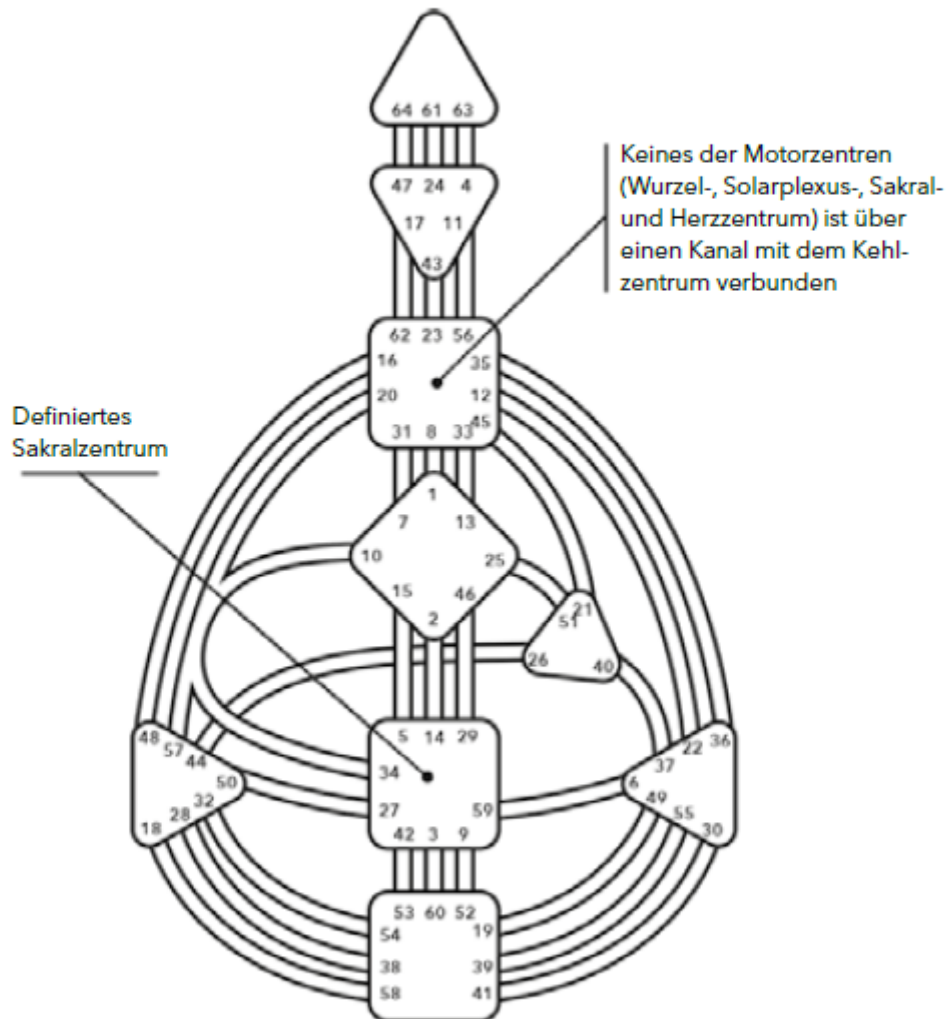 64 61 63
Keines der Motorzentren
(Wurzel-, Solarplexus-, Sakral-
und Herzzentrum) ist über
einen Kanal mit dem Kehl-
zentrum verbunden
47 24 4
17 11
43
62 23 56
16 35
20 12
45
31 8 33
Definiertes
Sakralzentrum
1
7 13
10 25
15 46
2
21
51
26 40
5 14 29
34
27 59
42 3 9
48
57
44
50
32
28
18
36
22
37
6
49
55
30
53 60 52
54 19
38 39
58 41